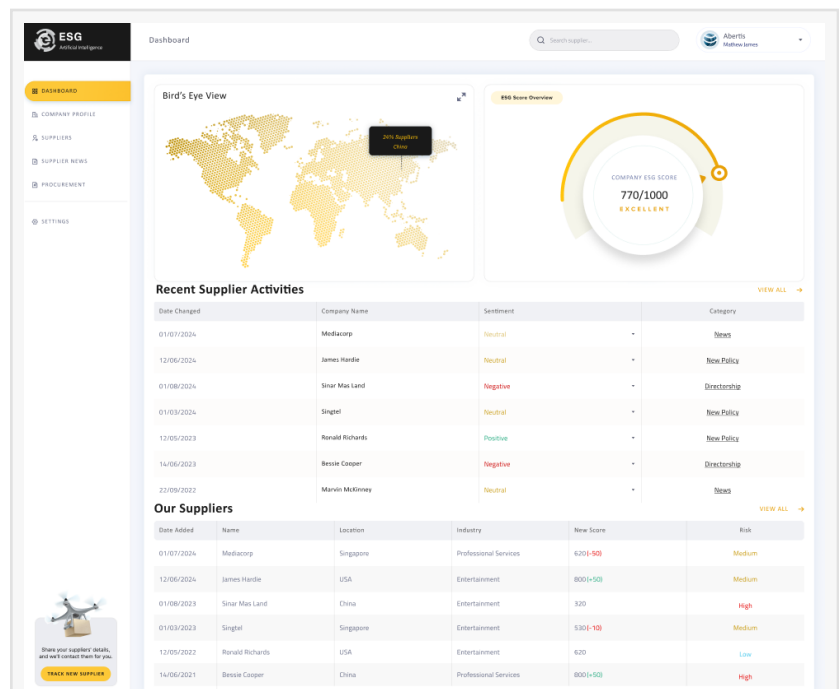 ESG
Artificial Intelligence
Dashboard
Search supplier...
Abertis
Mathew James
DASHBOARD
COMPANY PROFILE
SUPPLIERS
SUPPLIER NEWS
PROCUREMENT
SETTINGS
Bird's Eye View
26% Suppliers
China
ESG Score Overview
COMPANY ESG SCORE
770/1000
EXCELLENT
Recent Supplier Activities
VIEW ALL →
Date Changed Company Name Sentiment Category
01/07/2024 Mediacorp Neutral News
12/06/2024 James Hardie Neutral New Policy
01/08/2024 Sinar Mas Land Negative Directorship
01/03/2024 Singtel Neutral New Policy
12/05/2023 Ronald Richards Positive New Policy
14/06/2023 Bessie Cooper Negative Directorship
22/09/2022 Marvin McKinney Neutral News
Our Suppliers
VIEW ALL →
Date Added Name Location Industry New Score Risk
01/07/2024 Mediacorp Singapore Professional Services 620(-50) Medium
12/06/2024 James Hardie USA Entertainment 800(+50) Medium
01/08/2023 Sinar Mas Land China Entertainment 320 High
01/03/2023 Singtel Singapore Entertainment 530(-10) Medium
12/05/2022 Ronald Richards USA Entertainment 620 Low
14/06/2021 Bessie Cooper China Professional Services 800(+50) High
Share your suppliers' details,
and we'll contact them for you.
TRACK NEW SUPPLIER